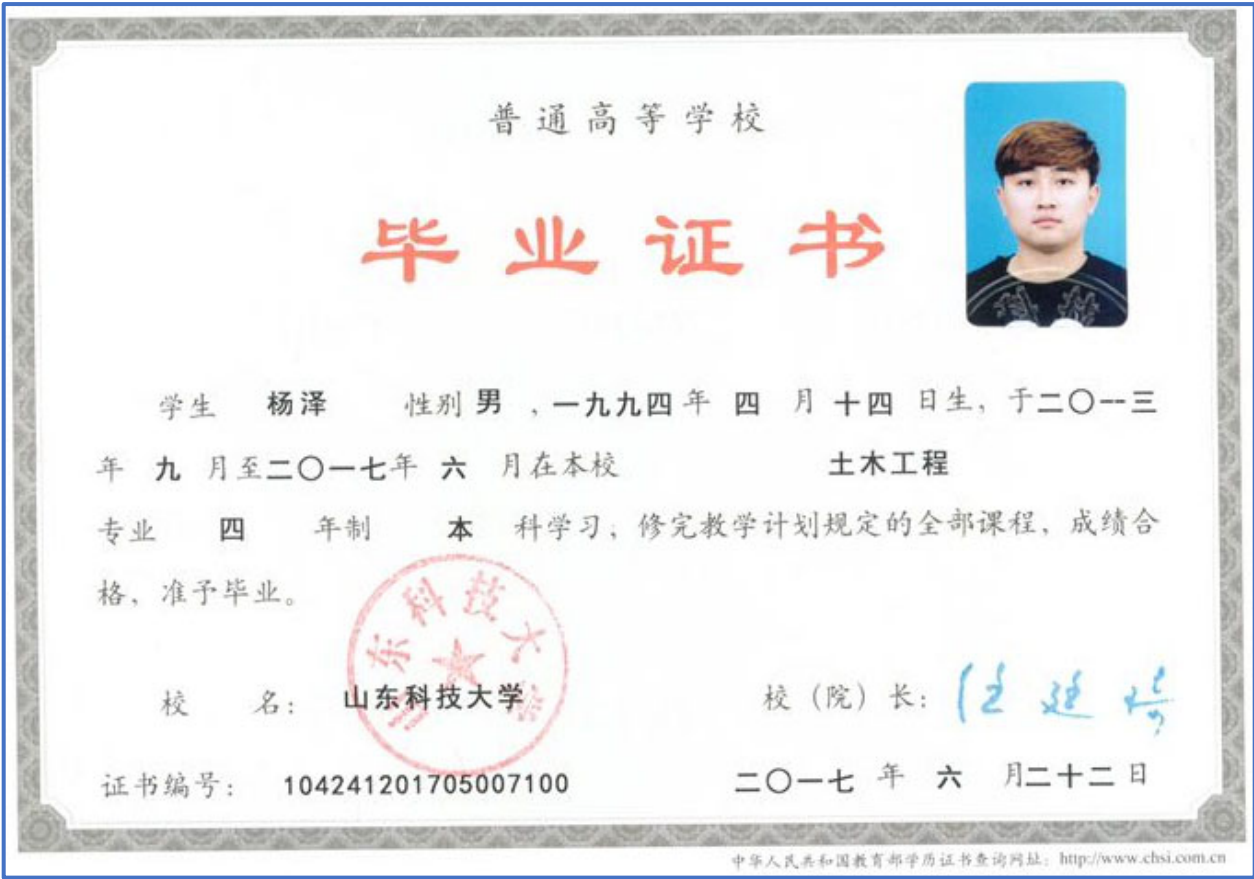 普通高等学校
毕业证书
学生 杨泽 性别 男 ,一九九四 年 四 月 十四 日生, 于二〇一三
年 九 月至二〇一七年 六 月在本校 土木工程
专业 四 年制 本 科学习, 修完教学计划规定的全部课程, 成绩合
格, 准予毕业。
山东科技大学
校 名: 山东科技大学 校 (院) 长:
证书编号: 104241201705007100 二〇一七 年 六 月二十二日
中华人民共和国教育部学历证书查询网址: http://www.chsi.com.cn